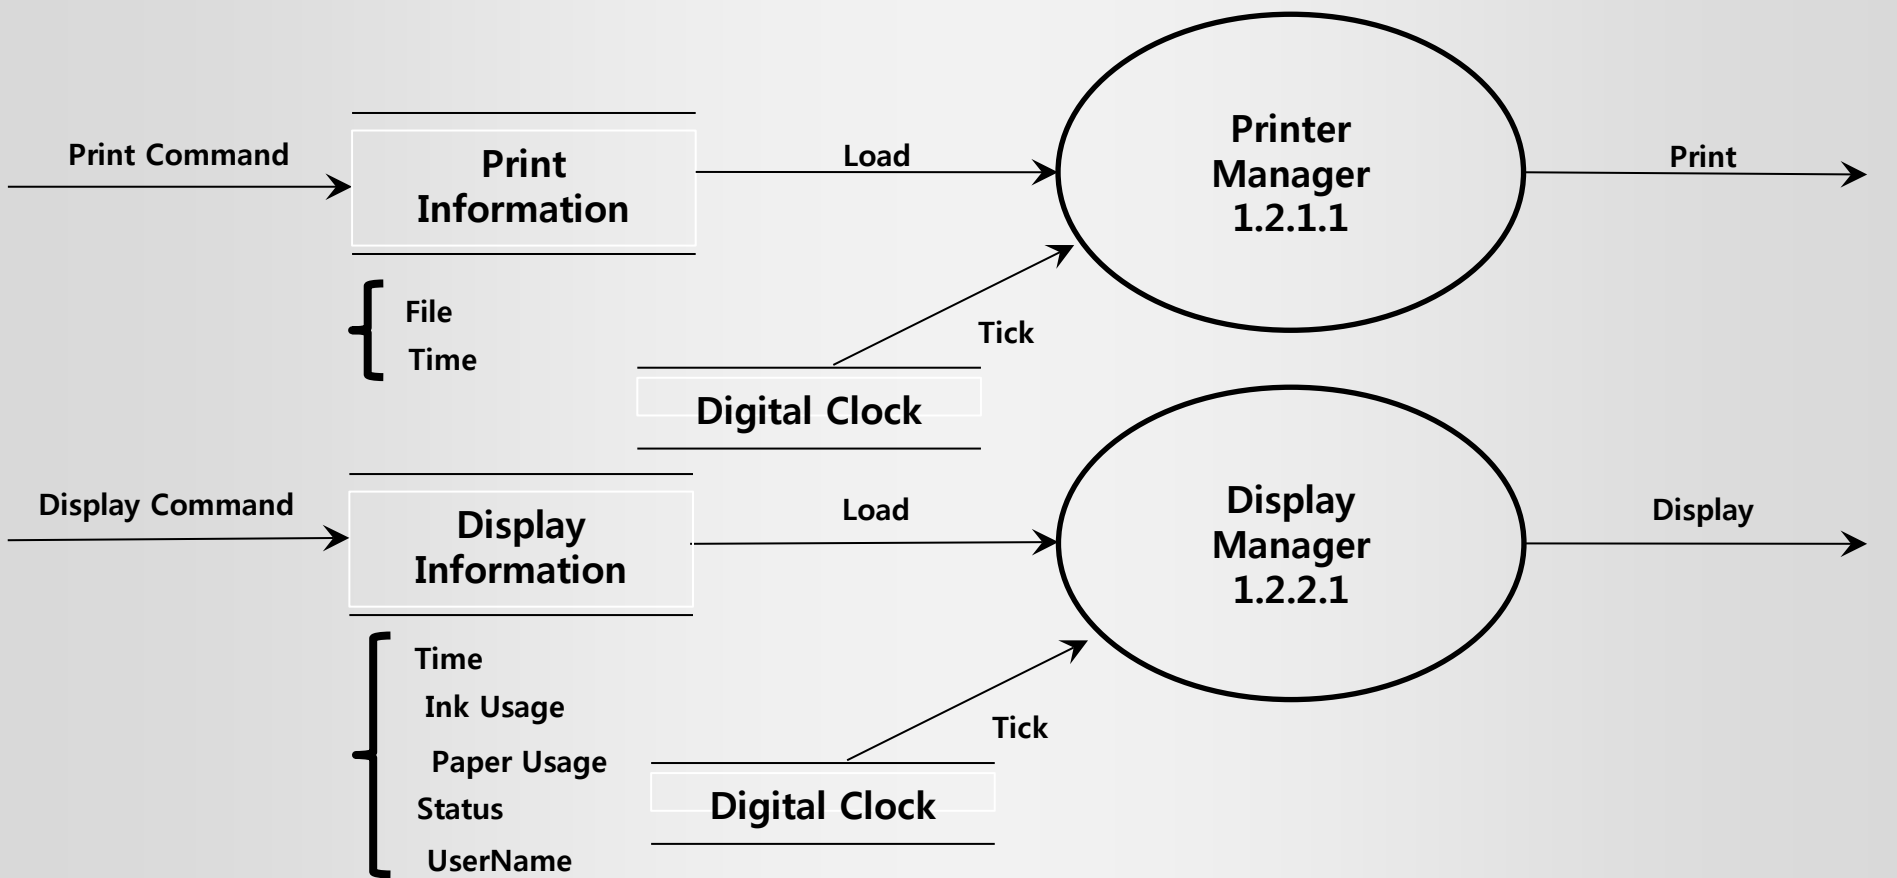 Print Command
Print
Information
Load
Printer
Manager
1.2.1.1
Print
File
Time
Tick
Digital Clock
Display Command
Display
Information
Load
Display
Manager
1.2.2.1
Display
Time
Ink Usage
Paper Usage
Status
UserName
Tick
Digital Clock